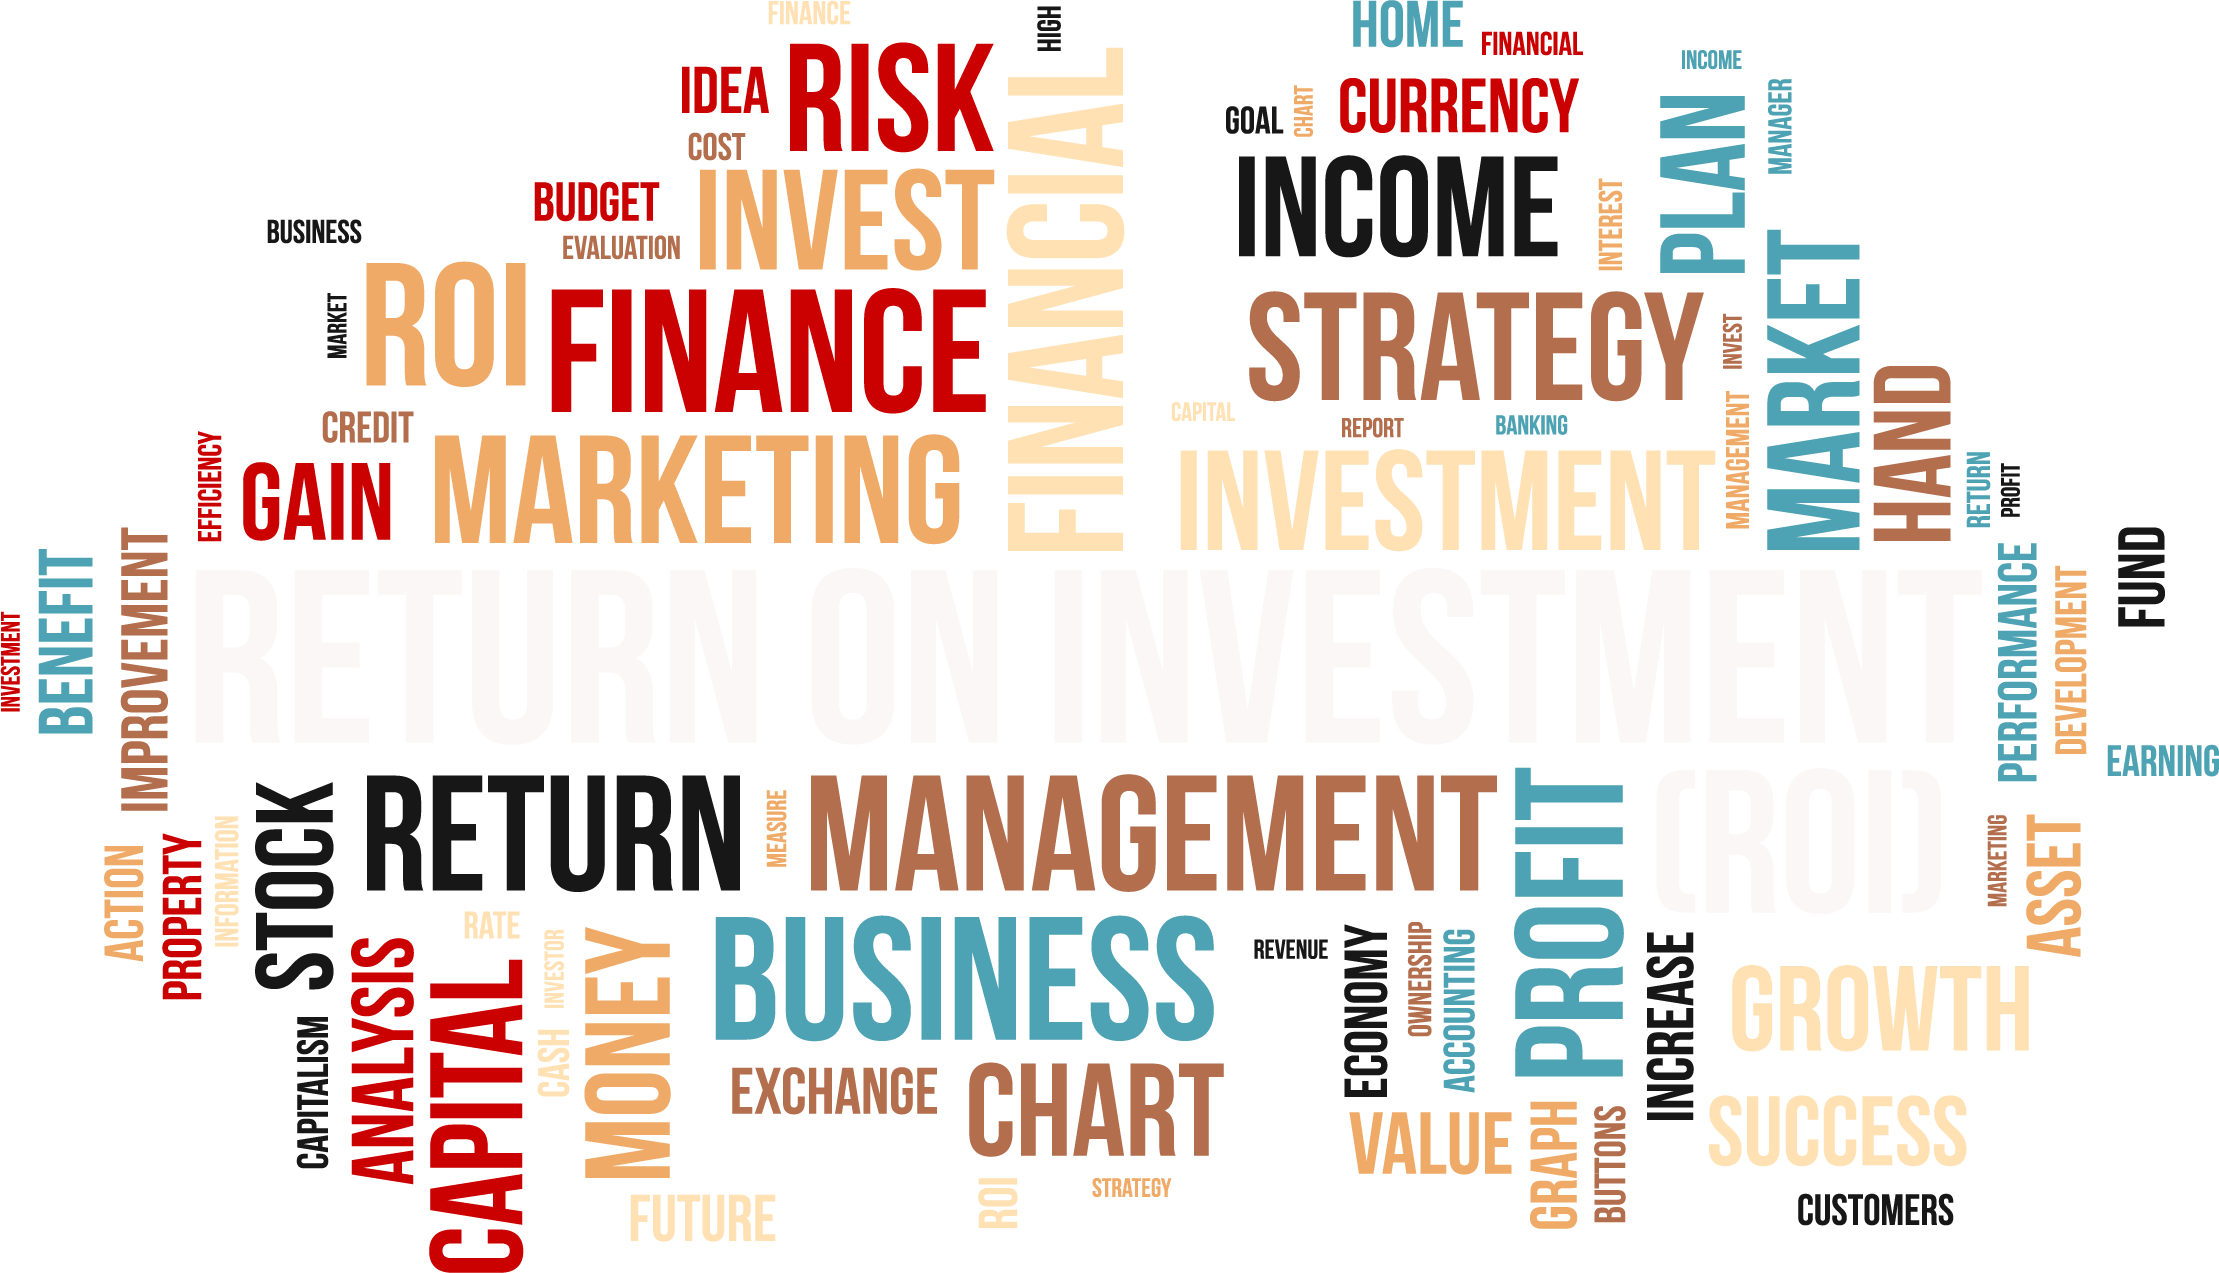 FINANCE
HIGH
HOME
FINANCIAL
INCOME
IDEA
RISK
FINANCIAL
GOAL
CHART
CURRENCY
PLAN
MANAGER
COST
INVEST
INCOME
INTEREST
BUDGET
EVALUATION
BUSINESS
ROI
MARKET
FINANCE
STRATEGY
INVEST
MARKET
HAND
CREDIT
CAPITAL
REPORT
BANKING
MANAGEMENT
EFFICIENCY
GAIN
MARKETING
INVESTMENT
RETURN
PROFIT
FUND
INVESTMENT
BENEFIT
IMPROVEMENT
RETURN ON INVESTMENT
(ROI)
PERFORMANCE
DEVELOPMENT
EARNING
STOCK
RETURN
MEASURE
MANAGEMENT
PROFIT
MARKETING
ASSET
ACTION
PROPERTY
INFORMATION
RATE
INVESTOR
MONEY
BUSINESS
REVENUE
ECONOMY
OWNERSHIP
ACCOUNTING
INCREASE
GROWTH
CAPITALISM
ANALYSIS
CAPITAL
CASH
EXCHANGE
CHART
VALUE
GRAPH
BUTTONS
SUCCESS
FUTURE
ROI
STRATEGY
CUSTOMERS